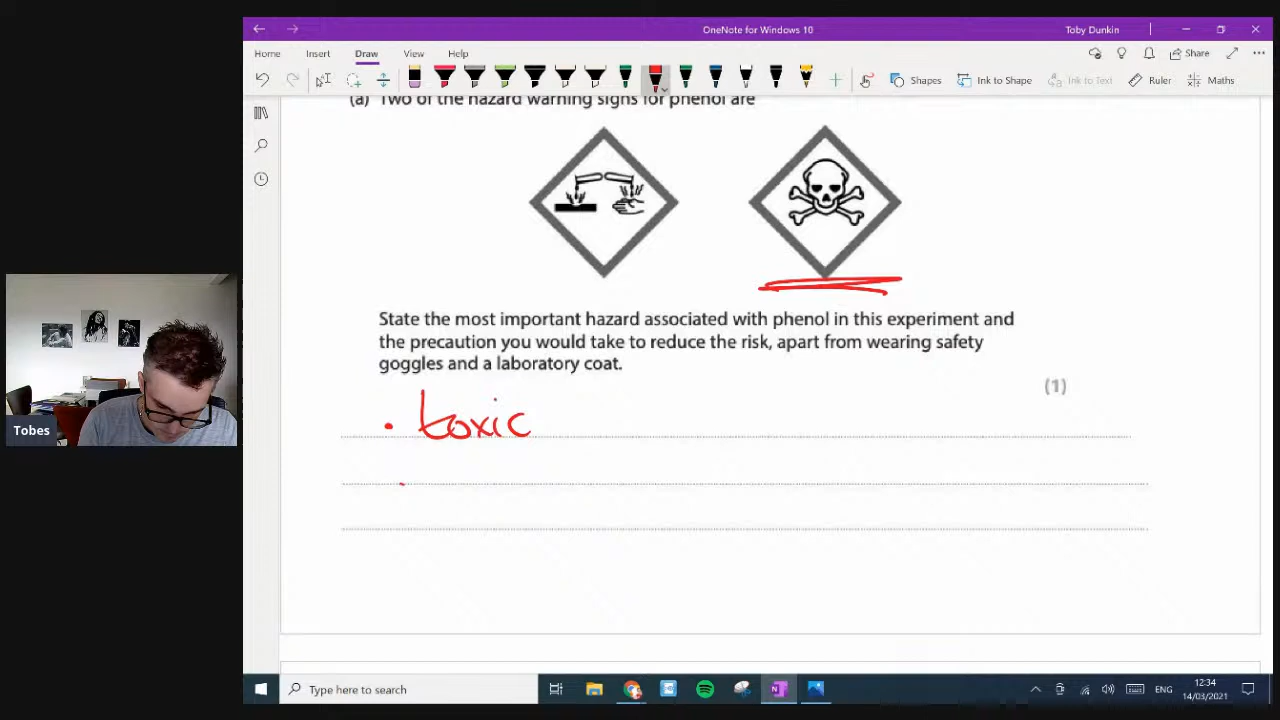 OneNote for Windows 10
Toby Dunkin
Home Insert Draw View Help
Share
Shapes
Ink to Shape
Ink to Text
Ruler
Maths
(a) Two of the hazard warning signs for phenol are
State the most important hazard associated with phenol in this experiment and
the precaution you would take to reduce the risk, apart from wearing safety
goggles and a laboratory coat.
(1)
• toxic
Tobes
Type here to search
ENG
12:34
14/03/2021